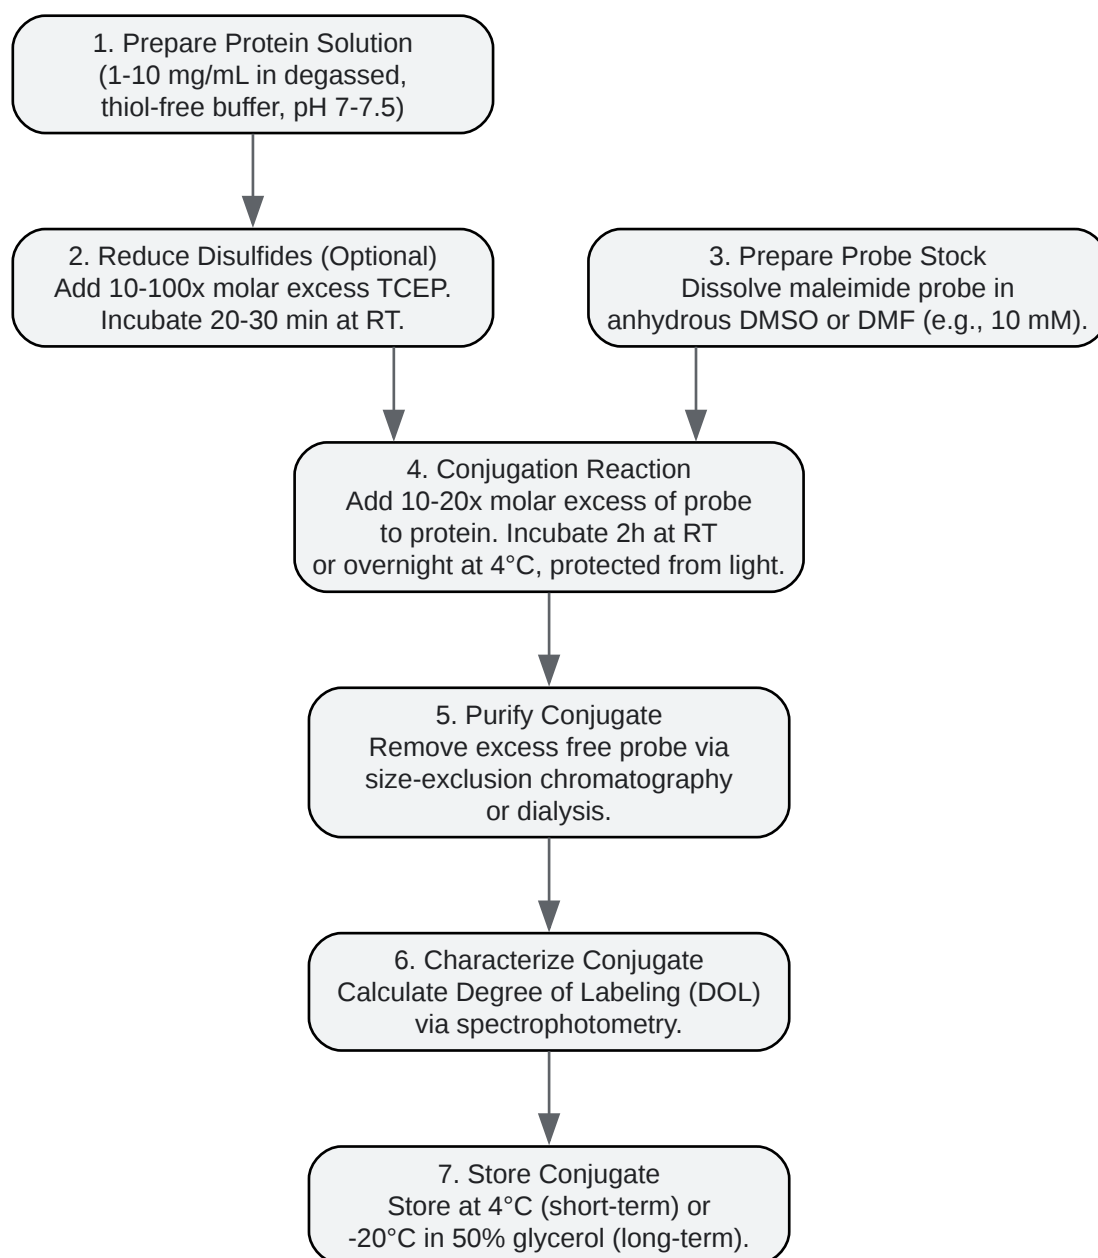 1. Prepare Protein Solution
(1-10 mg/mL in degassed,
thiol-free buffer, pH 7-7.5)
2. Reduce Disulfides (Optional)
Add 10-100x molar excess TCEP.
Incubate 20-30 min at RT.
3. Prepare Probe Stock
Dissolve maleimide probe in
anhydrous DMSO or DMF (e.g., 10 mM).
4. Conjugation Reaction
Add 10-20x molar excess of probe
to protein. Incubate 2h at RT
or overnight at 4°C, protected from light.
5. Purify Conjugate
Remove excess free probe via
size-exclusion chromatography
or dialysis.
6. Characterize Conjugate
Calculate Degree of Labeling (DOL)
via spectrophotometry.
7. Store Conjugate
Store at 4°C (short-term) or
-20°C in 50% glycerol (long-term).